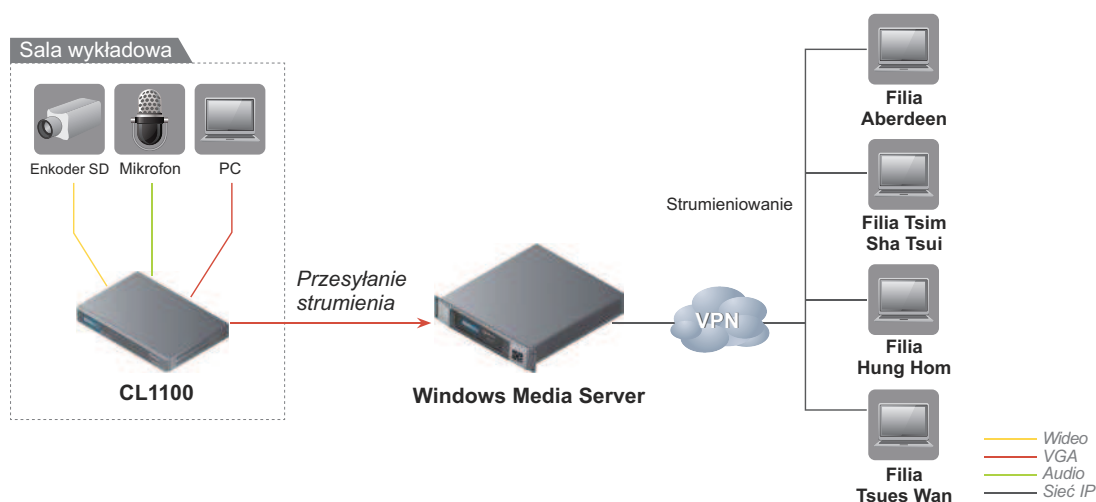 Sala wykładowa
Enkoder SD
Mikrofon
PC
CL1100
Przesyłanie
strumienia
Windows Media Server
VPN
Strumieniowanie
Filia
Aberdeen
Filia Tsim
Sha Tsui
Filia
Hung Hom
Filia
Tsues Wan
Wideo
VGA
Audio
Sieć IP